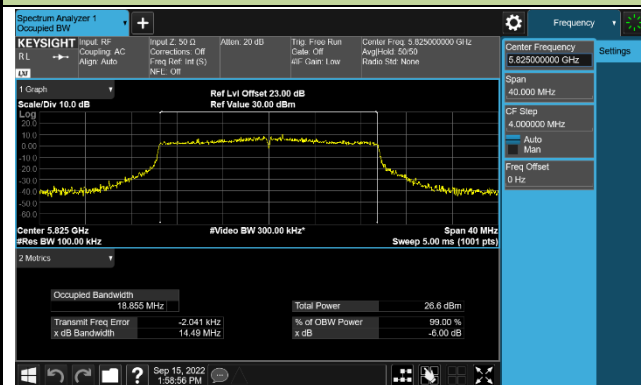 Spectrum Analyzer 1
Occupied BW
Frequency
KEYSIGHT
Input: RF
Coupling: AC
Align: Auto
Input Z: 50 Ω
Corrections: Off
Freq Ref: Int (S)
NFE: Off
Atten: 20 dB
Trig: Free Run
Gate: Off
#IF Gain: Low
Center Freq: 5.825000000 GHz
Avg|Hold: 50/50
Radio Std: None
RL
LXI
Center Frequency
5.825000000 GHz
Settings
Span
40.000 MHz
CF Step
4.000000 MHz
Auto
Man
Freq Offset
0 Hz
1 Graph
Scale/Div 10.0 dB
Ref Lvl Offset 23.00 dB
Ref Value 30.00 dBm
Log
20.0
10.0
0.00
-10.0
-20.0
-30.0
-40.0
-50.0
-60.0
Center 5.825 GHz
#Res BW 100.00 kHz
#Video BW 300.00 kHz*
Span 40 MHz
Sweep 5.00 ms (1001 pts)
2 Metrics
Occupied Bandwidth
18.855 MHz
Total Power 26.6 dBm
Transmit Freq Error -2.041 kHz
% of OBW Power 99.00 %
x dB Bandwidth 14.49 MHz
x dB -6.00 dB
Sep 15, 2022
1:58:56 PM